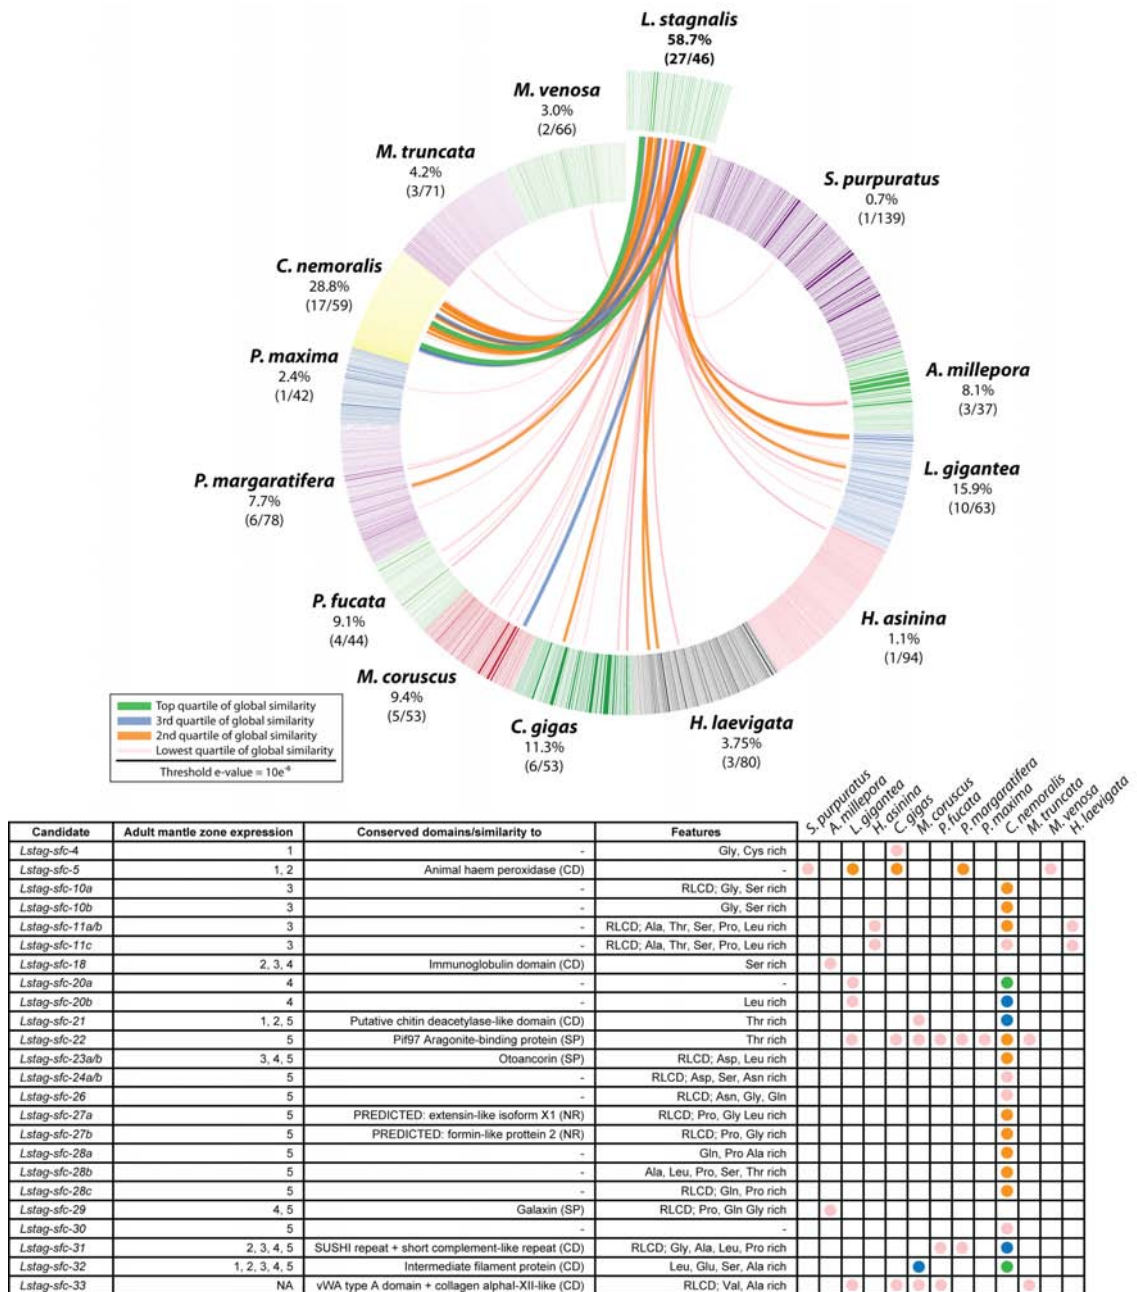 L. stagnalis
58.7%
(27/46)
M. venosa
3.0%
(2/66)
M. truncata
4.2%
(3/71)
S. purpuratus
0.7%
(1/139)
C. nemoralis
28.8%
(17/59)
P. maxima
2.4%
(1/42)
A. millepora
8.1%
(3/37)
P. margaratifera
7.7%
(6/78)
L. gigantea
15.9%
(10/63)
P. fucata
9.1%
(4/44)
H. asinina
1.1%
(1/94)
M. coruscus
9.4%
(5/53)
C. gigas
11.3%
(6/53)
H. laevigata
3.75%
(3/80)
Top quartile of global similarity
3rd quartile of global similarity
2nd quartile of global similarity
Lowest quartile of global similarity
Threshold e-value = 10e⁻⁶
S. purpuratus
A. millepora
L. gigantea
H. asinina
C. gigas
M. coruscus
P. fucata
P. margaratifera
P. maxima
C. nemoralis
M. truncata
M. venosa
H. laevigata
Candidate Adult mantle zone expression Conserved domains/similarity to Features
Lstag-sfc-4 1 - Gly, Cys rich
Lstag-sfc-5 1, 2 Animal haem peroxidase (CD) -
Lstag-sfc-10a 3 - RLCD; Gly, Ser rich
Lstag-sfc-10b 3 - Gly, Ser rich
Lstag-sfc-11a/b 3 - RLCD; Ala, Thr, Ser, Pro, Leu rich
Lstag-sfc-11c 3 - RLCD; Ala, Thr, Ser, Pro, Leu rich
Lstag-sfc-18 2, 3, 4 Immunoglobulin domain (CD) Ser rich
Lstag-sfc-20a 4 - -
Lstag-sfc-20b 4 - Leu rich
Lstag-sfc-21 1, 2, 5 Putative chitin deacetylase-like domain (CD) Thr rich
Lstag-sfc-22 5 Pif97 Aragonite-binding protein (SP) Thr rich
Lstag-sfc-23a/b 3, 4, 5 Otoancorin (SP) RLCD; Asp, Leu rich
Lstag-sfc-24a/b 5 - RLCD; Asp, Ser, Asn rich
Lstag-sfc-26 5 - RLCD; Asn, Gly, Gln
Lstag-sfc-27a 5 PREDICTED: extensin-like isoform X1 (NR) RLCD; Pro, Gly Leu rich
Lstag-sfc-27b 5 PREDICTED: formin-like prottein 2 (NR) RLCD; Pro, Gly rich
Lstag-sfc-28a 5 - Gln, Pro Ala rich
Lstag-sfc-28b 5 - Ala, Leu, Pro, Ser, Thr rich
Lstag-sfc-28c 5 - RLCD; Gln, Pro rich
Lstag-sfc-29 4, 5 Galaxin (SP) RLCD; Pro, Gln Gly rich
Lstag-sfc-30 5 - -
Lstag-sfc-31 2, 3, 4, 5 SUSHI repeat + short complement-like repeat (CD) RLCD; Gly, Ala, Leu, Pro rich
Lstag-sfc-32 1, 2, 3, 4, 5 Intermediate filament protein (CD) Leu, Glu, Ser, Ala rich
Lstag-sfc-33 NA vWA type A domain + collagen alphaI-XII-like (CD) RLCD; Val, Ala rich